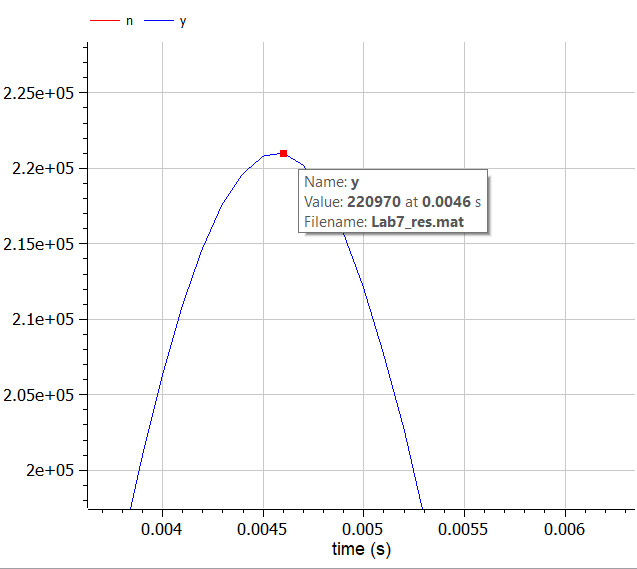 n y
2.25e+05
2.2e+05
2.15e+05
2.1e+05
2.05e+05
2e+05
Name: y
Value: 220970 at 0.0046 s
Filename: Lab7_res.mat
0.004 0.0045 0.005 0.0055 0.006
time (s)